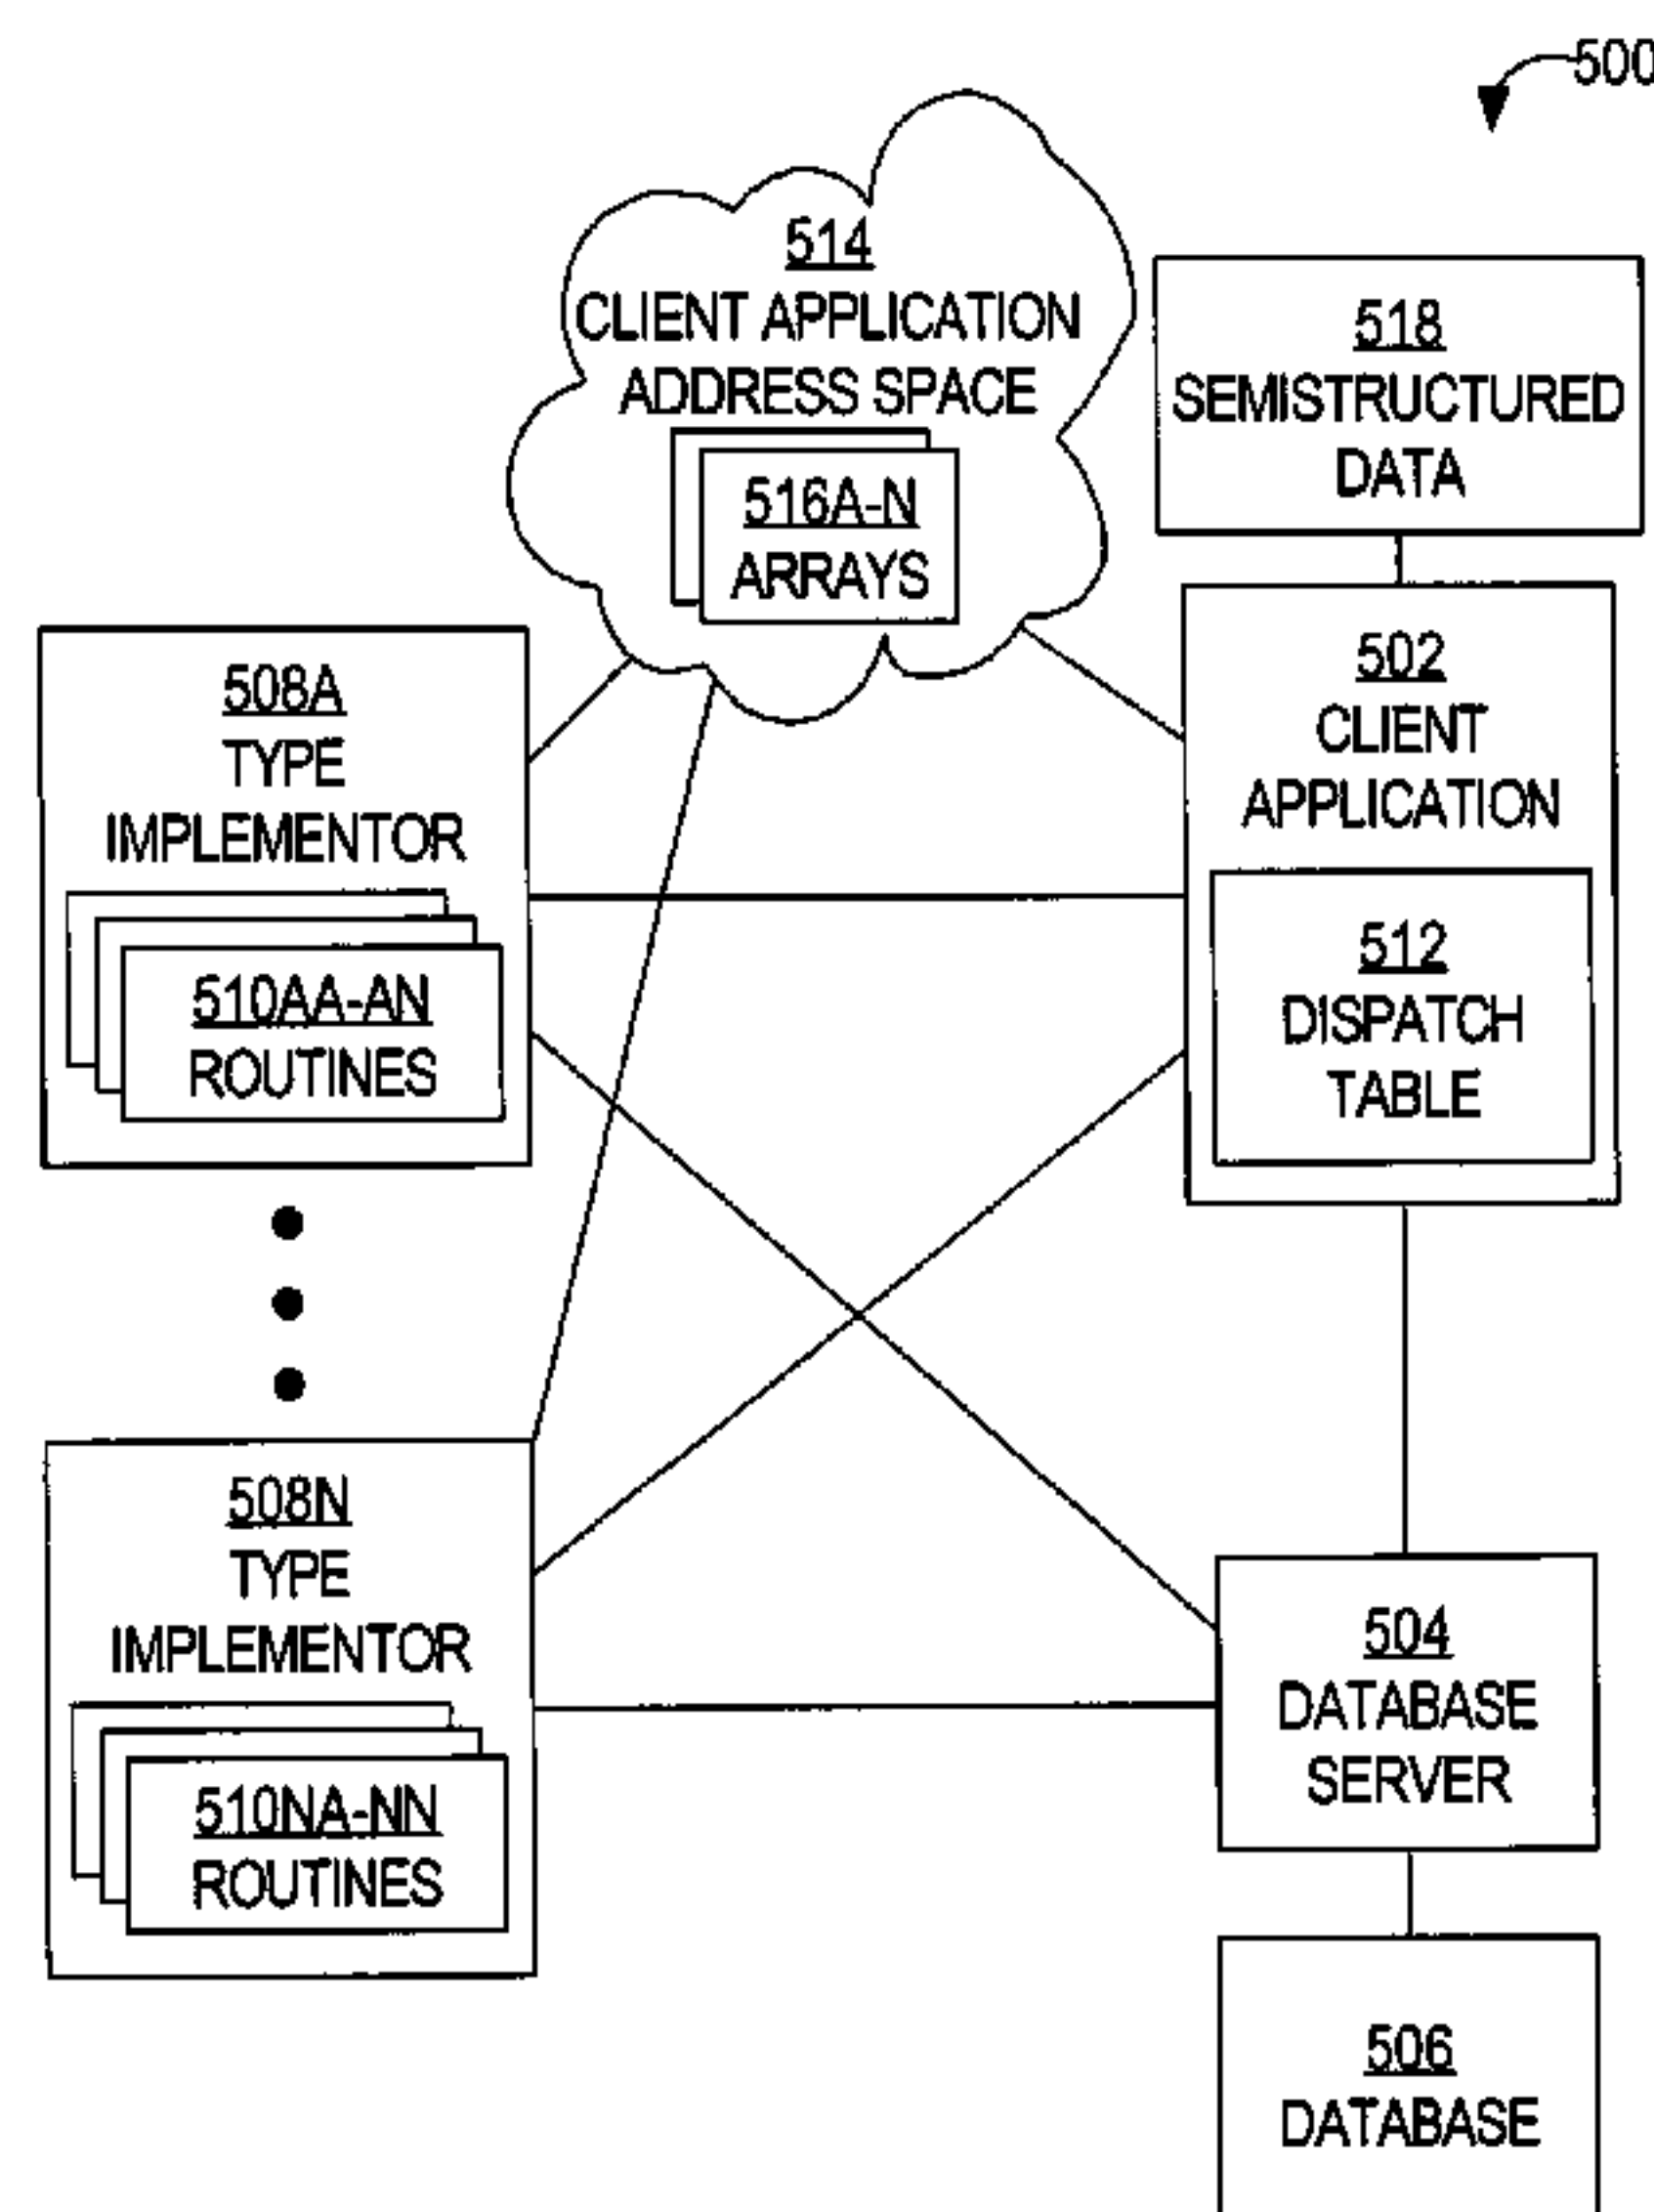 500
514
CLIENT APPLICATION
ADDRESS SPACE
516A-N
ARRAYS
518
SEMISTRUCTURED
DATA
508A
TYPE
IMPLEMENTOR
510AA-AN
ROUTINES
502
CLIENT
APPLICATION
512
DISPATCH
TABLE
508N
TYPE
IMPLEMENTOR
510NA-NN
ROUTINES
504
DATABASE
SERVER
506
DATABASE